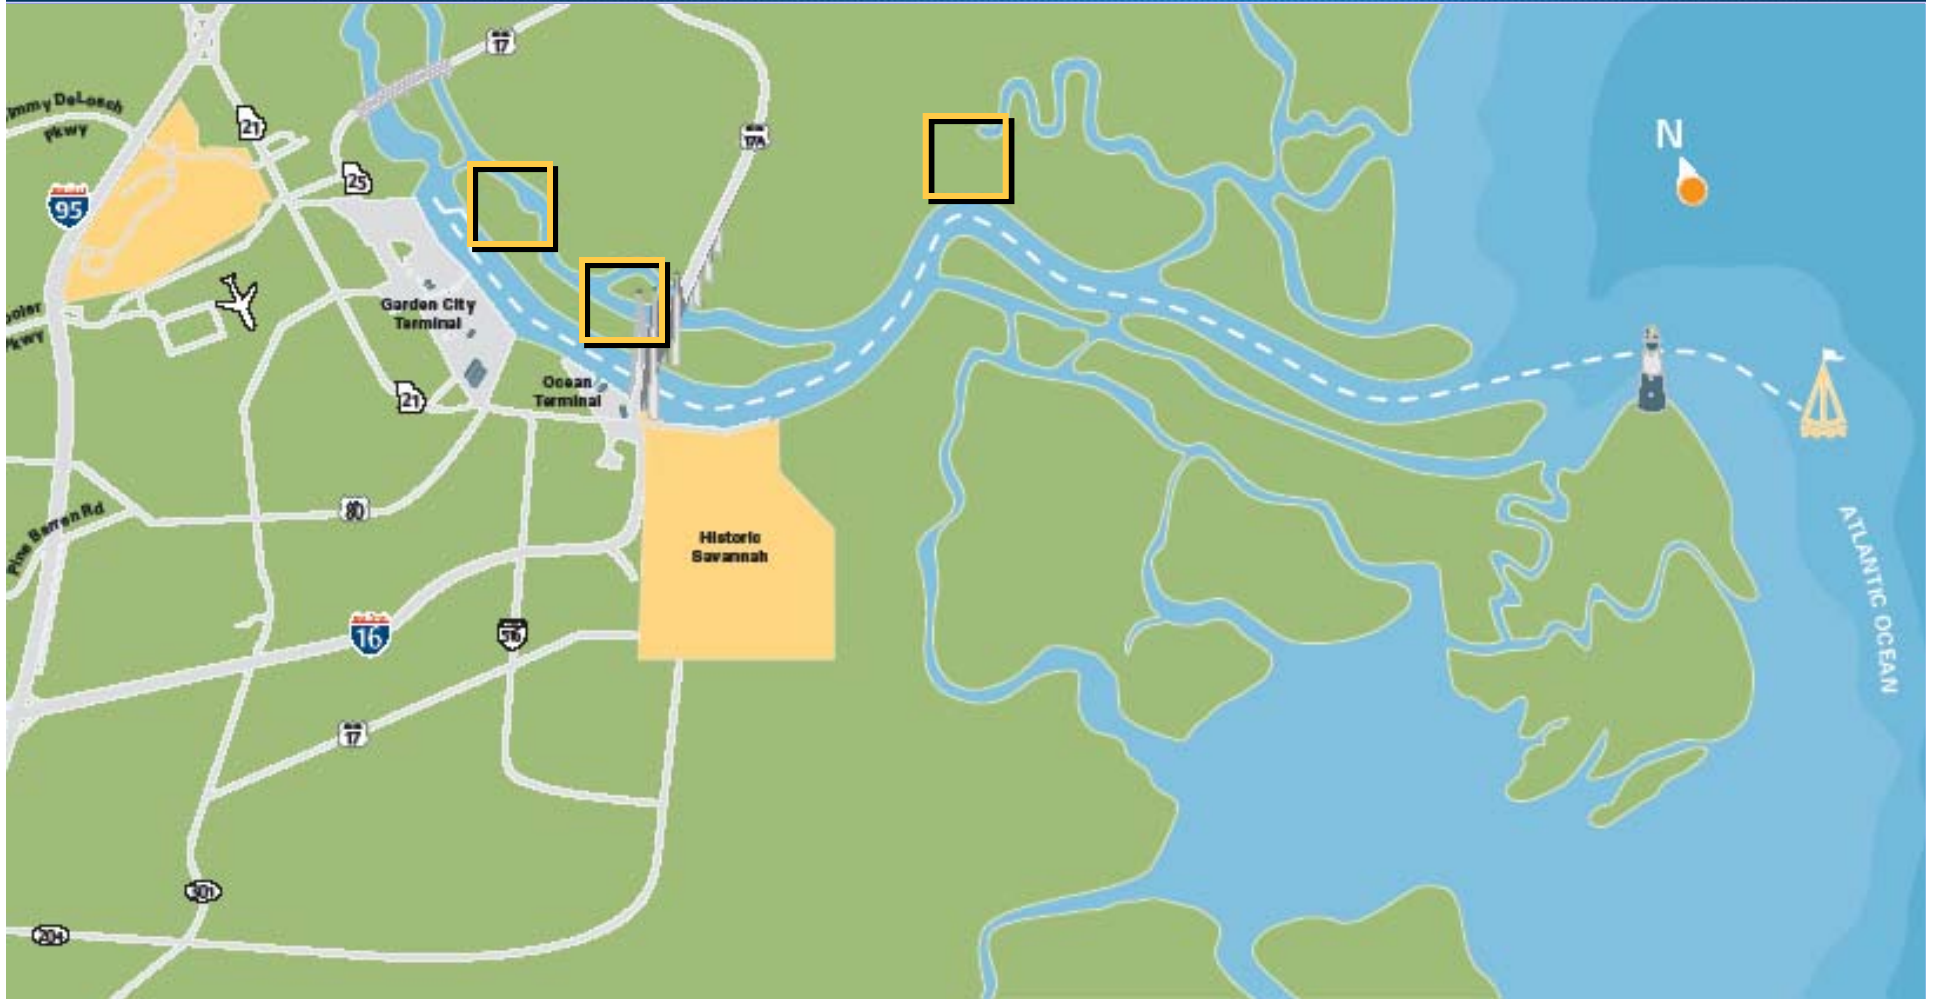 17
Jimmy DeLoach
Pkwy
21
17A
N
25
95
Garden City
Terminal
Pkwy
Ocean
Terminal
21
80
Pine Barren Rd
Historic
Savannah
ATLANTIC OCEAN
16
516
17
301
204